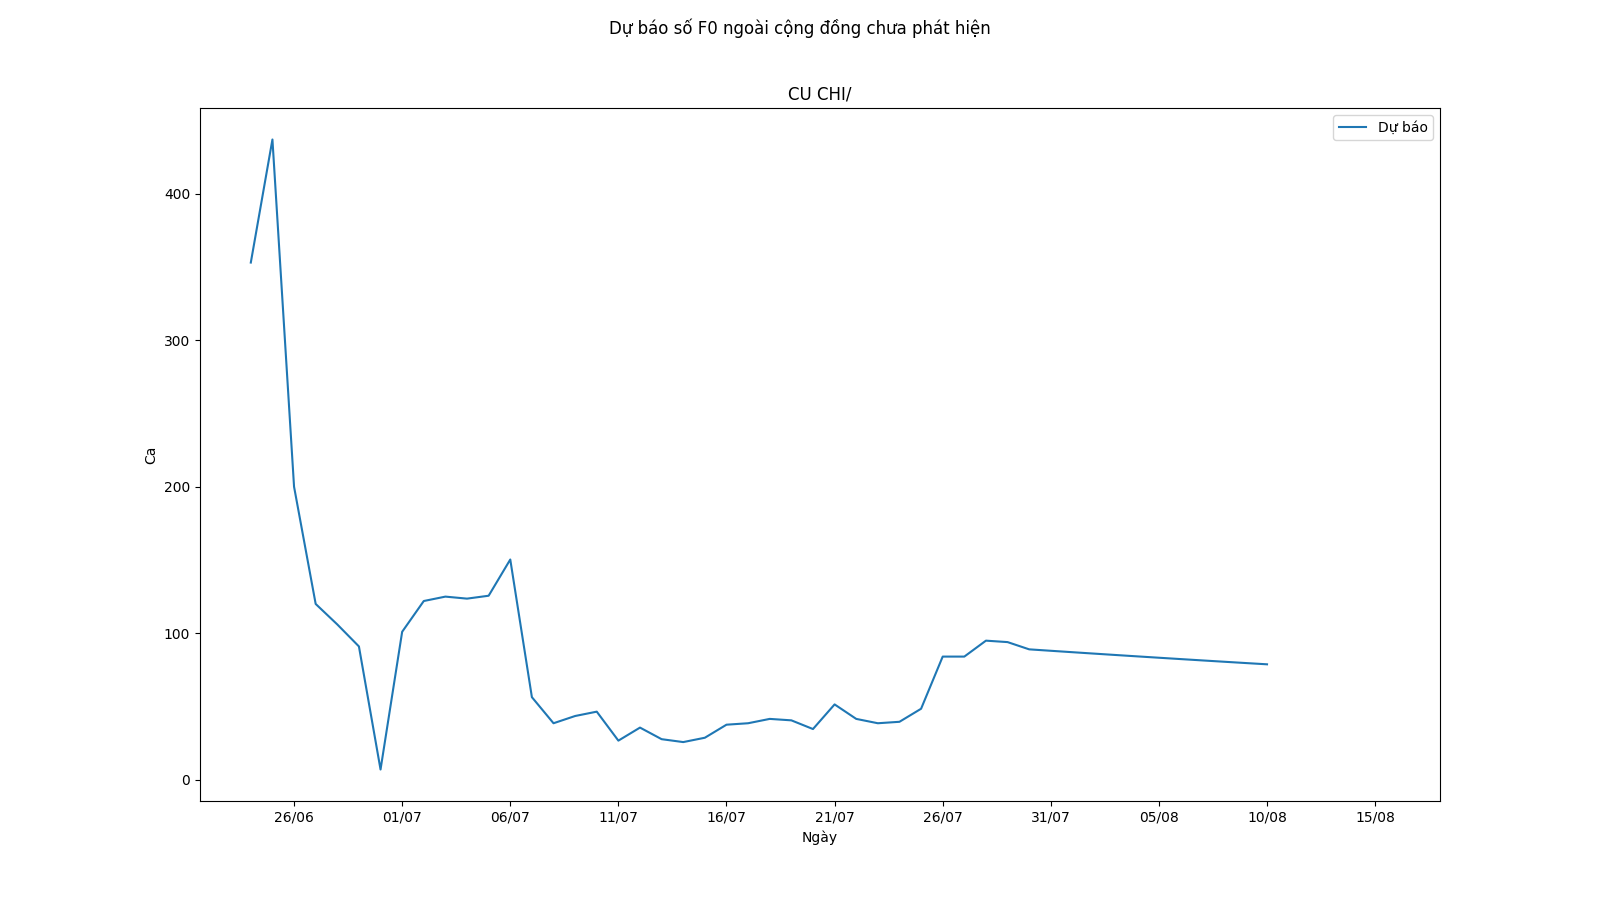 Dự báo số F0 ngoài cộng đồng chưa phát hiện
CU CHI/
Dự báo
400
300
200
100
0
Ca
26/06 01/07 06/07 11/07 16/07 21/07 26/07 31/07 05/08 10/08 15/08
Ngày